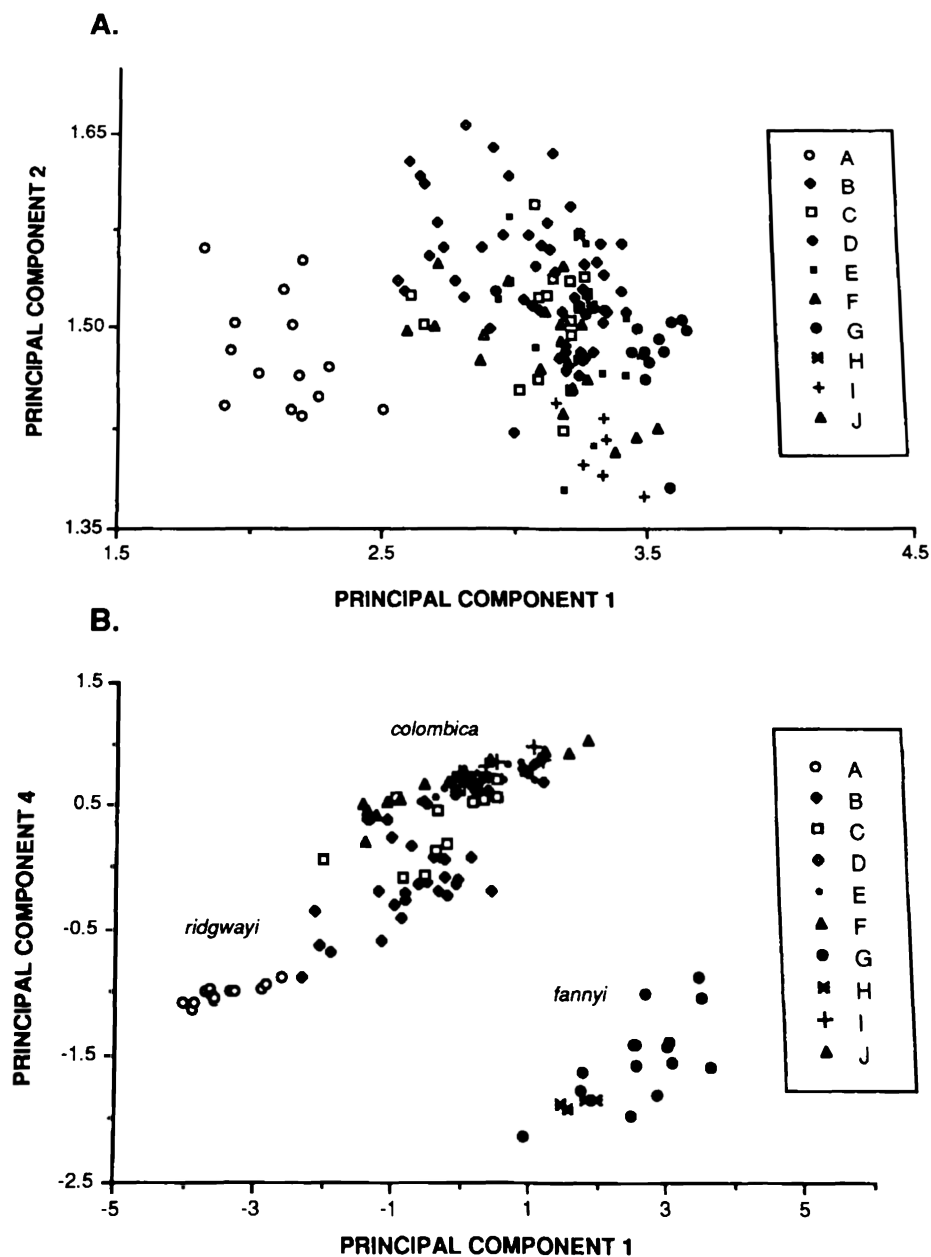 A.
PRINCIPAL COMPONENT 2
1.65
1.50
1.35
1.5
2.5
3.5
4.5
PRINCIPAL COMPONENT 1
A
B
C
D
E
F
G
H
I
J
B.
PRINCIPAL COMPONENT 4
1.5
0.5
-0.5
-1.5
-2.5
-5
-3
-1
1
3
5
PRINCIPAL COMPONENT 1
colombica
ridgwayi
fannyi
A
B
C
D
E
F
G
H
I
J